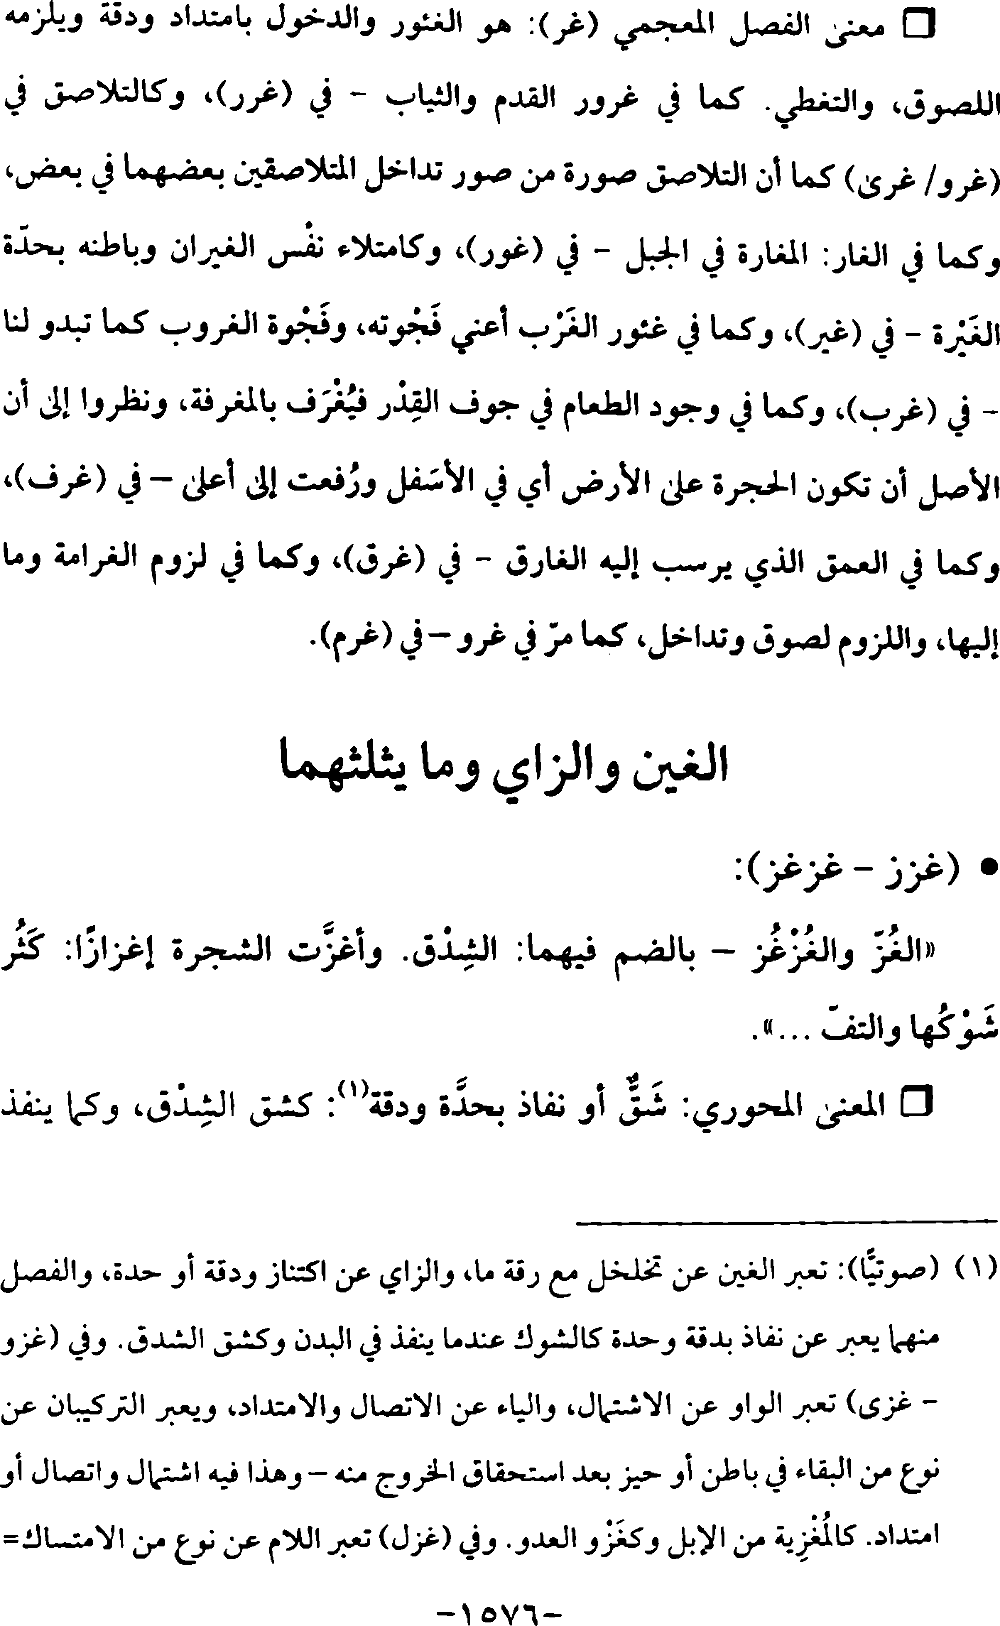 □ معنى الفصل المعجمي (غر): هو الغئور والدخول بامتداد ودقة ويلزمه
اللصوق، والتغطي. كما في غرور القدم والثياب - في (غرر)، وكالتلاصق في
(غرو/ غرى) كما أن التلاصق صورة من صور تداخل المتلاصقين بعضهما في بعض،
وكما في الغار: المغارة في الجبل - في (غور)، وكامتلاء نفْس الغيران وباطنه بحدّة
الغَيْرة - في (غير)، وكما في غئور الغَرْب أعني فَجْوته، وفَجْوة الغروب كما تبدو لنا
- في (غرب)، وكما في وجود الطعام في جوف القِدْر فيُغْرَف بالمغرفة، ونظروا إلى أن
الأصل أن تكون الحجرة على الأرض أي في الأسَفل ورُفعت إلى أعلى – في (غرف)،
وكما في العمق الذي يرسب إليه الغارق - في (غرق)، وكما في لزوم الغرامة وما
إليها، واللزوم لصوق وتداخل، كما مرّ في غرو – في (غرم).
الغين والزاي وما يثلثهما
• (غزز - غزغز):
«الغُزّ والغُزْغُز – بالضم فيهما: الشِدْق. وأغزَّت الشجرة إغزازًا: كَثُر
شَوْكُها والتفّ ...».
□ المعنى المحوري: شَقٌّ أو نفاذ بحدَّة ودقة(١): كشق الشِدْق، وكما ينفذ
(١) (صوتيًّا): تعبر الغين عن تخلخل مع رقة ما، والزاي عن اكتناز ودقة أو حدة، والفصل
منهما يعبر عن نفاذ بدقة وحدة كالشوك عندما ينفذ في البدن وكشق الشدق. وفي (غزو
- غزى) تعبر الواو عن الاشتمال، والياء عن الاتصال والامتداد، ويعبر التركيبان عن
نوع من البقاء في باطن أو حيز بعد استحقاق الخروج منه – وهذا فيه اشتمال واتصال أو
امتداد. كالمُغْزِية من الإبل وكغَزْو العدو. وفي (غزل) تعبر اللام عن نوع من الامتساك=
-١٥٧٦-